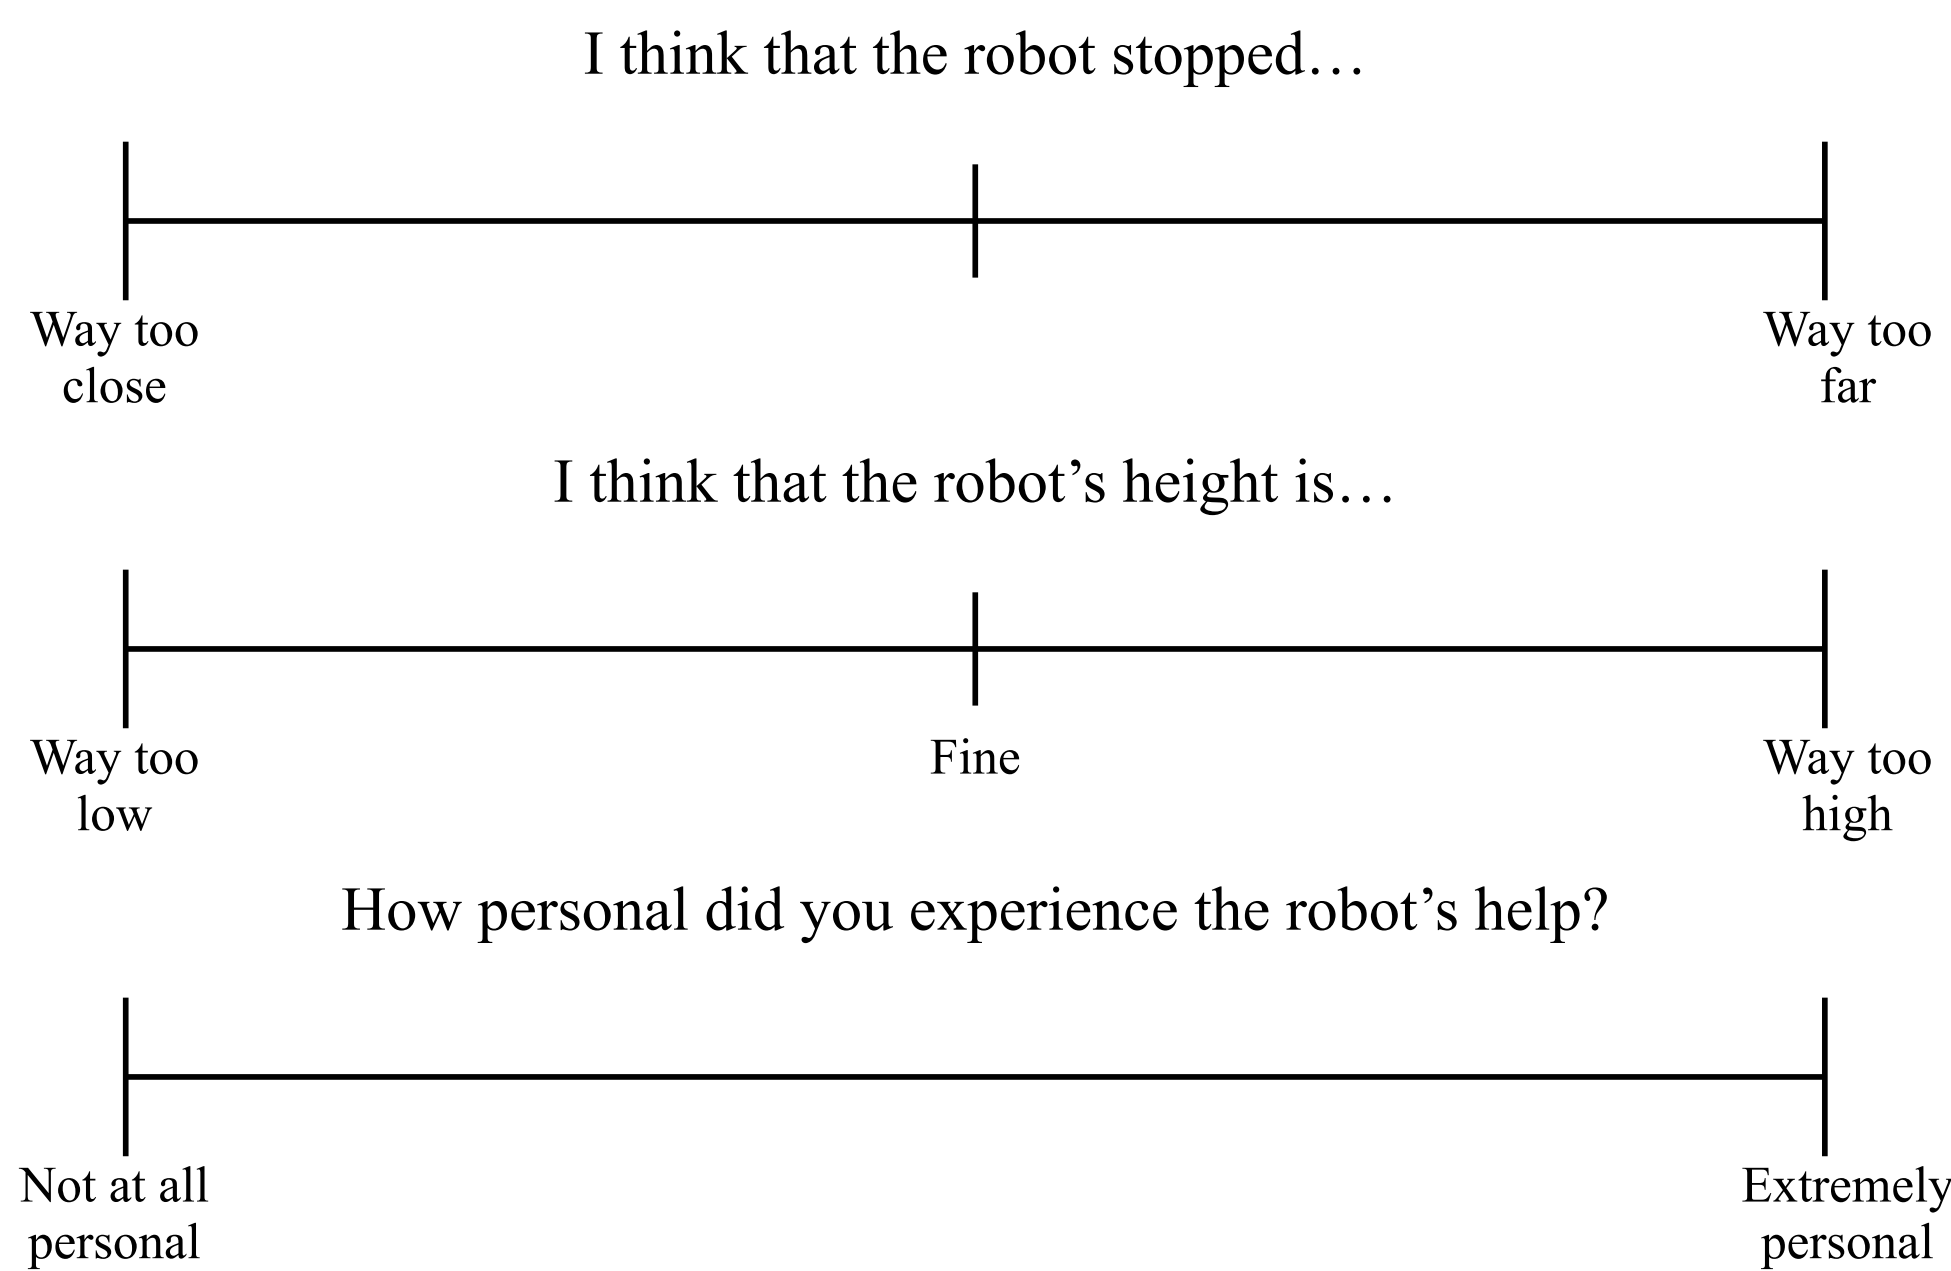 I think that the robot stopped…
Way too
close
Way too
far
I think that the robot’s height is…
Way too
low
Fine
Way too
high
How personal did you experience the robot’s help?
Not at all
personal
Extremely
personal